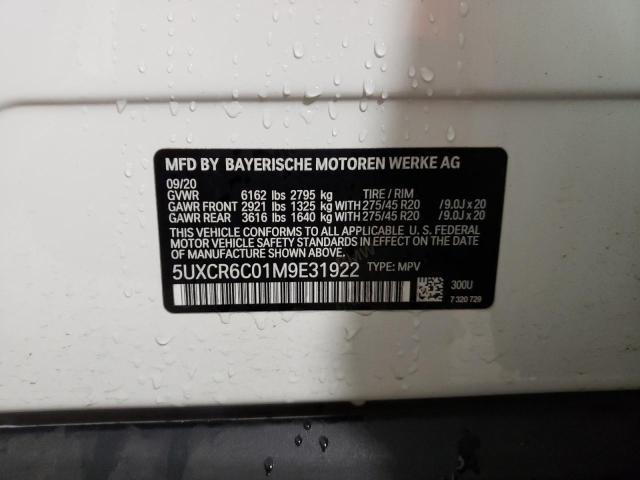 MFD BY BAYERISCHE MOTOREN WERKE AG
09/20
GVWR 6162 lbs 2795 kg TIRE / RIM
GAWR FRONT 2921 lbs 1325 kg WITH 275/45 R20 /9.0J x 20
GAWR REAR 3616 lbs 1640 kg WITH 275/45 R20 /9.0J x 20
THIS VEHICLE CONFORMS TO ALL APPLICABLE U. S. FEDERAL
MOTOR VEHICLE SAFETY STANDARDS IN EFFECT ON THE DATE
OF MANUFACTURE SHOWN ABOVE.
5UXCR6C01M9E31922 TYPE: MPV
300U
7 320 729